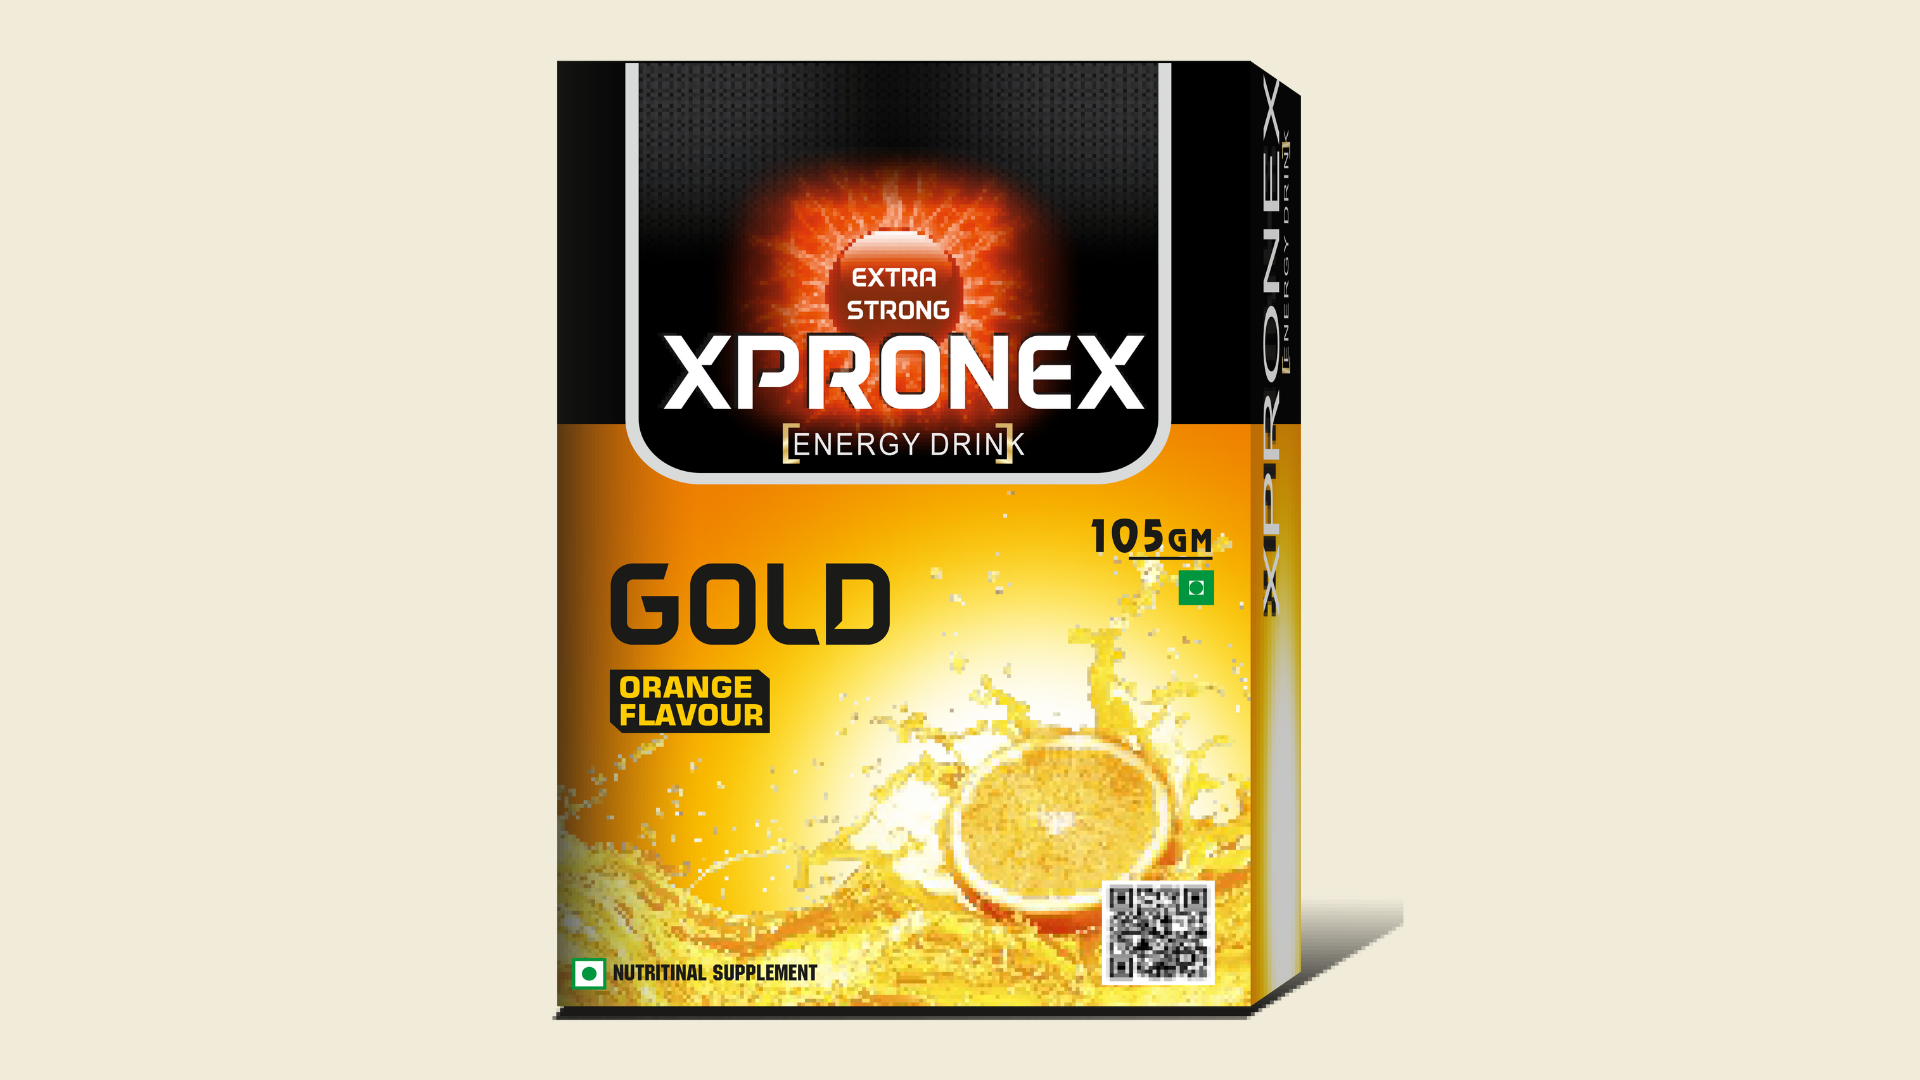 EXTRA
STRONG
XPRONEX
[ENERGY DRINK]
105GM
GOLD
ORANGE
FLAVOUR
NUTRITINAL SUPPLEMENT
XPRONEX
[ENERGY DRINK]